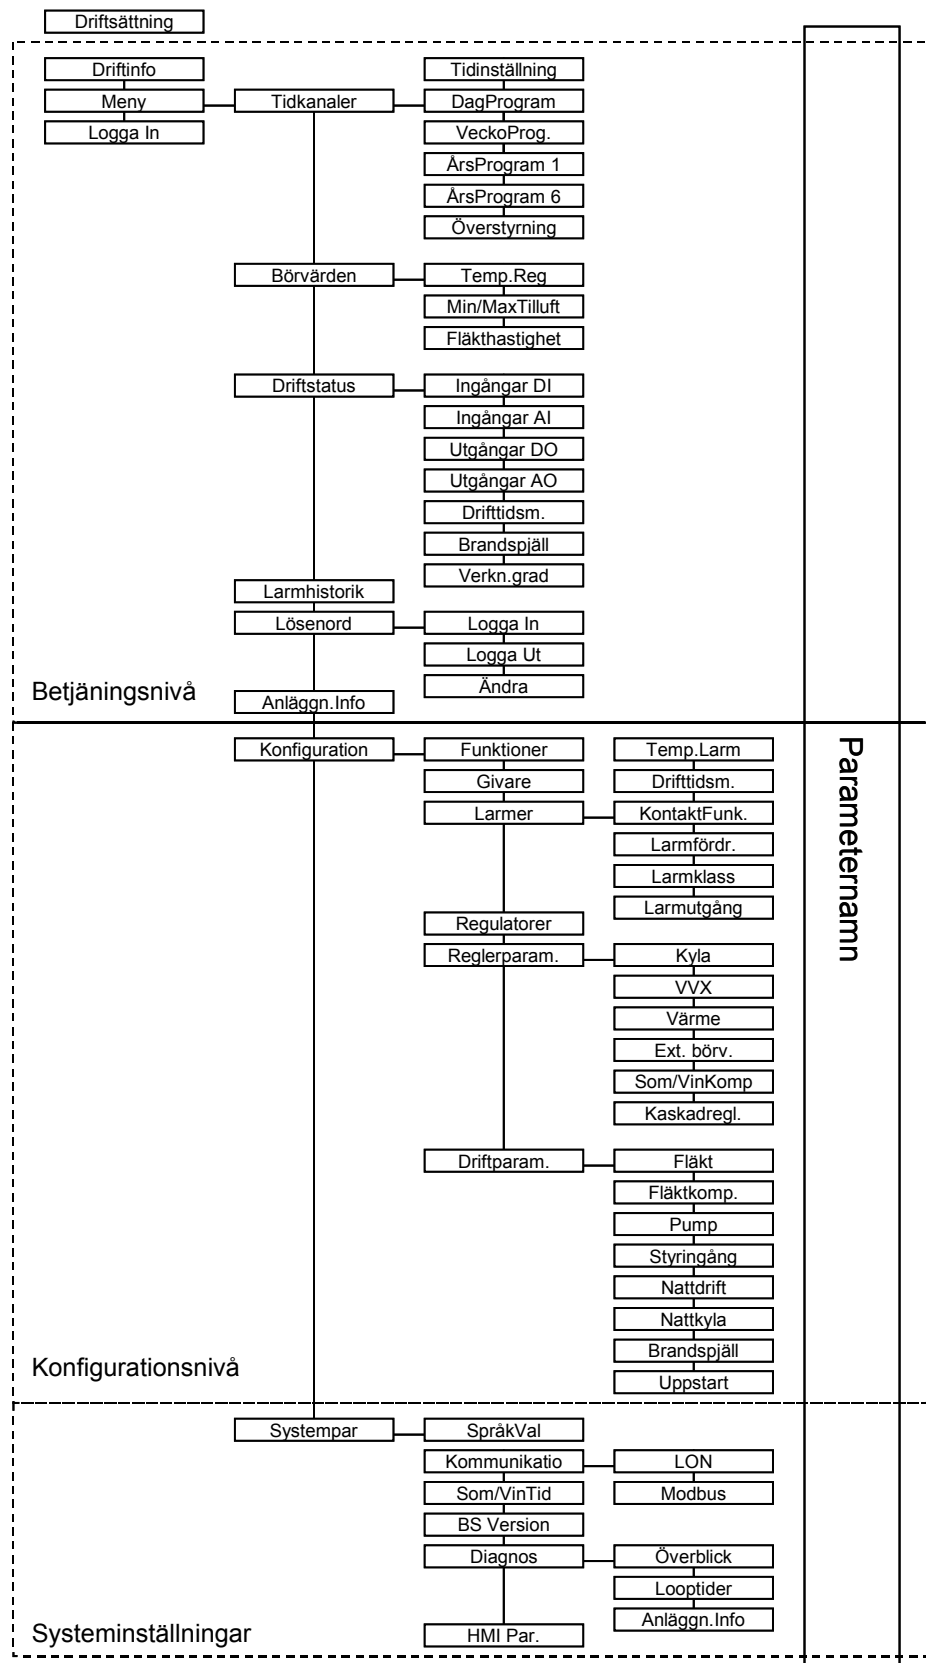 Driftsättning
Driftinfo
Tidinställning
Meny
Tidkanaler
DagProgram
Logga In
VeckoProg.
ÅrsProgram 1
ÅrsProgram 6
Överstyrning
Börvärden
Temp.Reg
Min/MaxTilluft
Fläkthastighet
Driftstatus
Ingångar DI
Ingångar AI
Utgångar DO
Utgångar AO
Drifttidsm.
Brandspjäll
Verkn.grad
Larmhistorik
Lösenord
Logga In
Logga Ut
Ändra
Betjäningsnivå
Anläggn.Info
Konfiguration
Funktioner
Temp.Larm
Givare
Drifttidsm.
Larmer
KontaktFunk.
Larmfördr.
Larmklass
Larmutgång
Parameternamn
Regulatorer
Reglerparam.
Kyla
VVX
Värme
Ext. börv.
Som/VinKomp
Kaskadregl.
Driftparam.
Fläkt
Fläktkomp.
Pump
Styringång
Nattdrift
Nattkyla
Brandspjäll
Uppstart
Konfigurationsnivå
Systempar
SpråkVal
Kommunikatio
LON
Som/VinTid
Modbus
BS Version
Diagnos
Överblick
Looptider
Anläggn.Info
HMI Par.
Systeminställningar